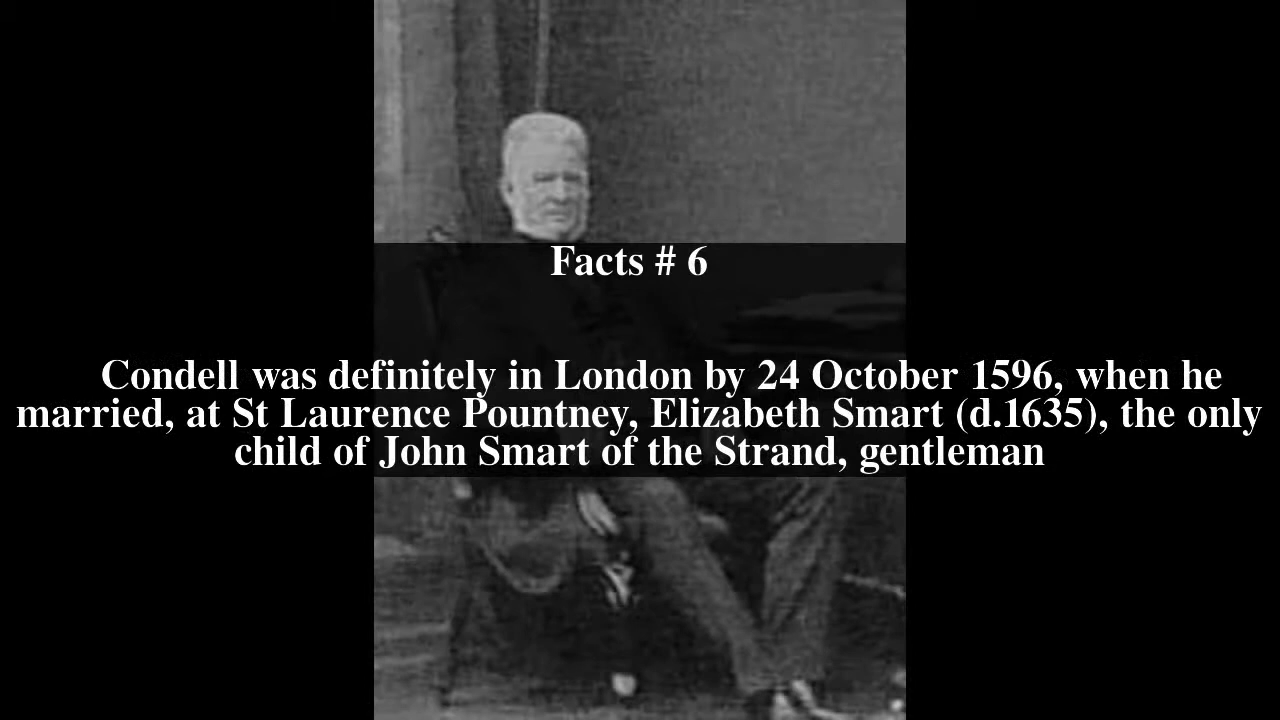 Facts # 6
Condell was definitely in London by 24 October 1596, when he
married, at St Laurence Pountney, Elizabeth Smart (d.1635), the only
child of John Smart of the Strand, gentleman